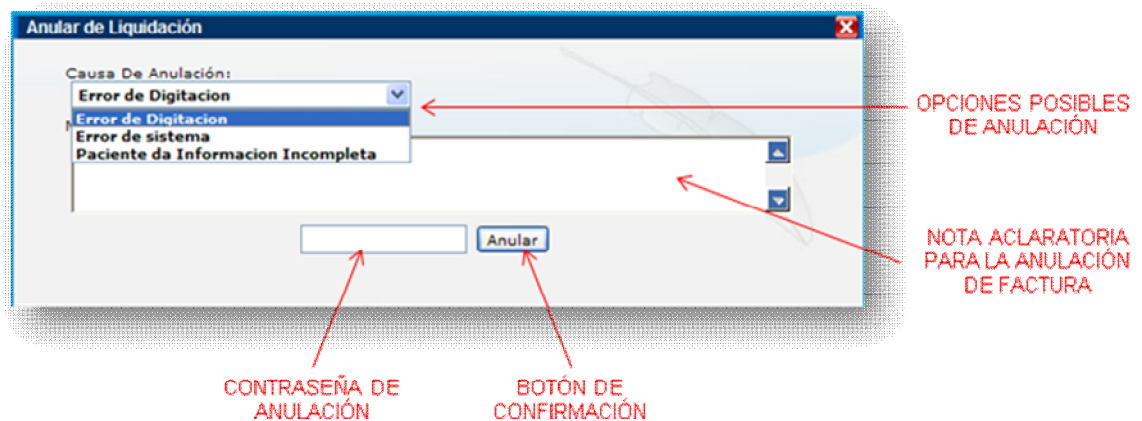 Anular de Liquidación
Causa De Anulación:
Error de Digitacion
Error de Digitacion
Error de sistema
Paciente da Informacion Incompleta
Anular
OPCIONES POSIBLES
DE ANULACIÓN
NOTA ACLARATORIA
PARA LA ANULACIÓN
DE FACTURA
CONTRASEÑA DE
ANULACIÓN
BOTÓN DE
CONFIRMACIÓN